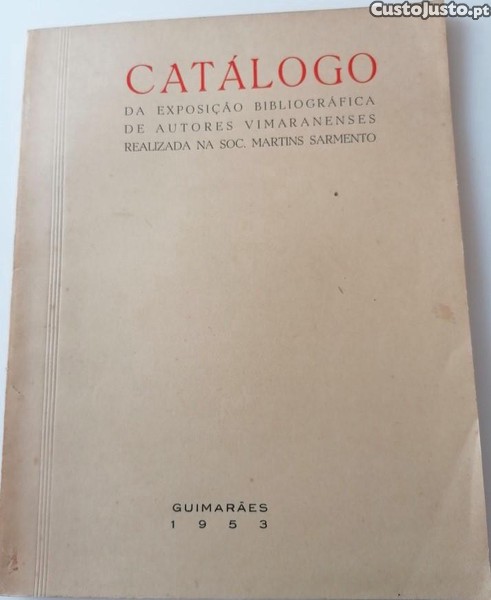 CustoJusto.pt
CATÁLOGO
DA EXPOSIÇÃO BIBLIOGRÁFICA
DE AUTORES VIMARANENSES
REALIZADA NA SOC. MARTINS SARMENTO
GUIMARÃES
1953